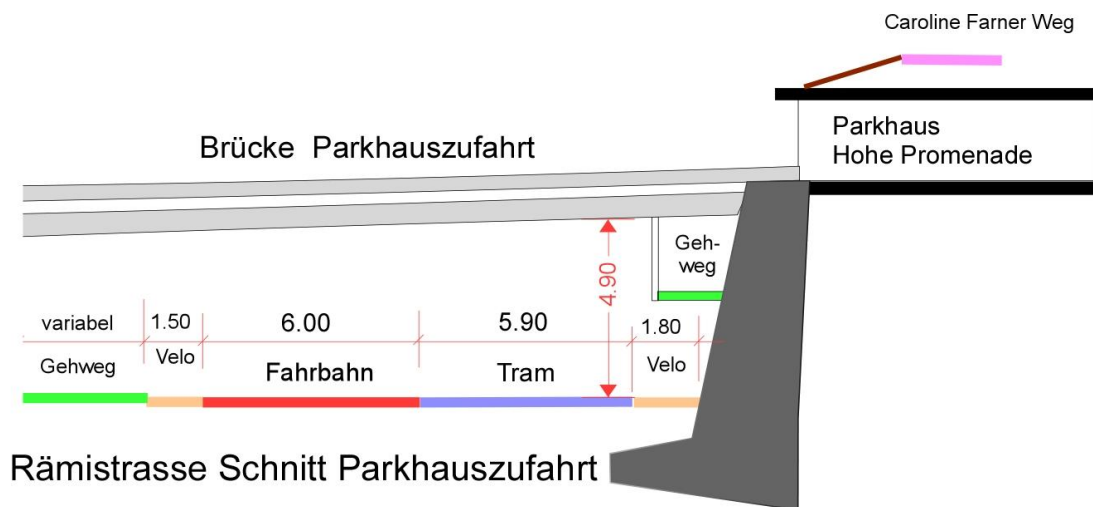 Caroline Farner Weg
Parkhaus
Hohe Promenade
Brücke Parkhauszufahrt
Geh-
weg
4.90
variabel
1.50
6.00
5.90
1.80
Gehweg
Velo
Fahrbahn
Tram
Velo
Rämistrasse Schnitt Parkhauszufahrt